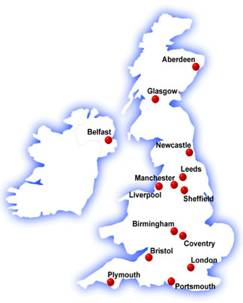 Aberdeen
Glasgow
Belfast
Newcastle
Leeds
Manchester
Liverpool
Sheffield
Birmingham
Coventry
Bristol
London
Plymouth
Portsmouth